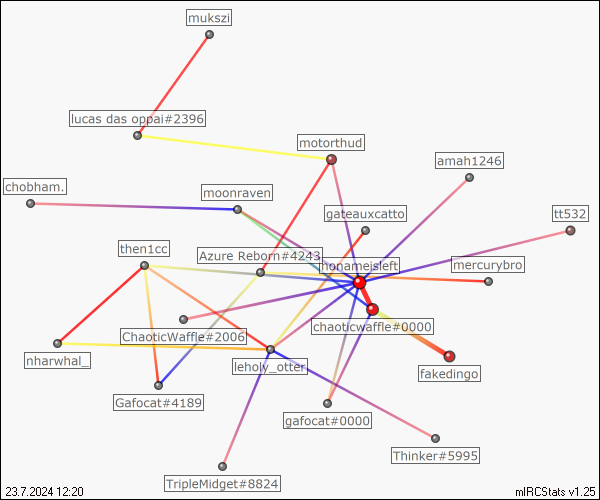 mukszi
lucas das oppai#2396
motorthud
amah1246
chobham.
moonraven
gateauxcatto
tt532
then1cc
Azure Reborn#4243
nonamejsleft
mercurybro
ChaoticWaffle#2006
chaoticwaffle#0000
nharwhal_
leholy_otter
fakedingo
Gafocat#4189
gafocat#0000
Thinker#5995
TripleMidget#8824
23.7.2024 12:20
mIRCStats v1.25